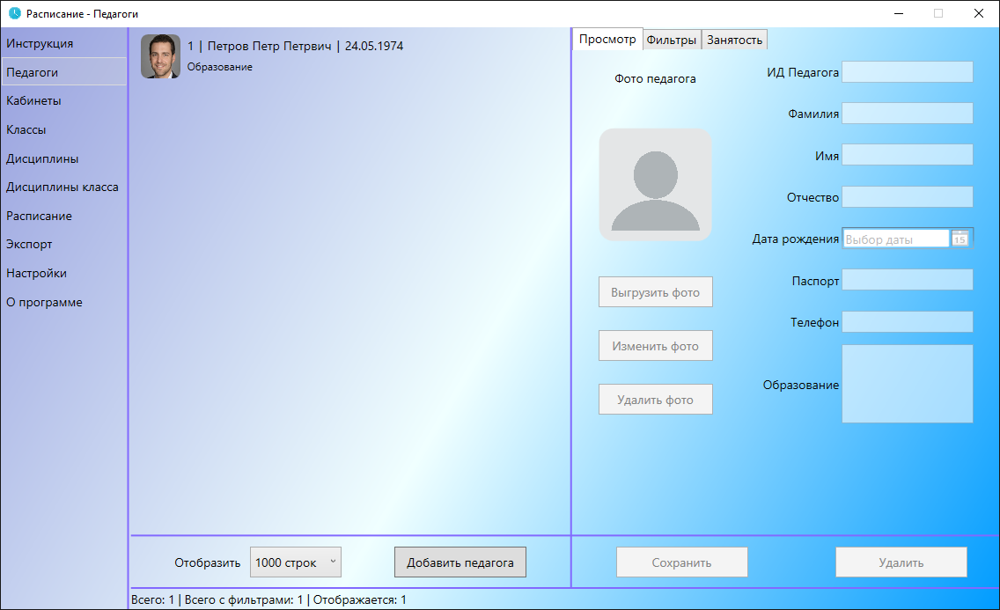 Расписание - Педагоги
Инструкция
Педагоги
Кабинеты
Классы
Дисциплины
Дисциплины класса
Расписание
Экспорт
Настройки
О программе
1 | Петров Петр Петрвич | 24.05.1974
Образование
Просмотр Фильтры Занятость
Фото педагога
Выгрузить фото
Изменить фото
Удалить фото
ИД Педагога
Фамилия
Имя
Отчество
Дата рождения Выбор даты 15
Паспорт
Телефон
Образование
Отобразить 1000 строк Добавить педагога Сохранить Удалить
Всего: 1 | Всего с фильтрами: 1 | Отображается: 1